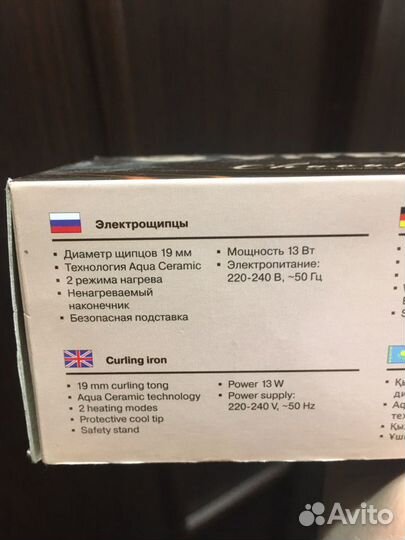 Электрощипцы
• Диаметр щипцов 19 мм
• Технология Aqua Ceramic
• 2 режима нагрева
• Ненагреваемый
наконечник
• Безопасная подставка
• Мощность 13 Вт
• Электропитание:
220-240 В, ~50 Гц
Curling iron
• 19 mm curling tong
• Aqua Ceramic technology
• 2 heating modes
• Protective cool tip
• Safety stand
• Power 13 W
• Power supply:
220-240 V, ~50 Hz
Avito